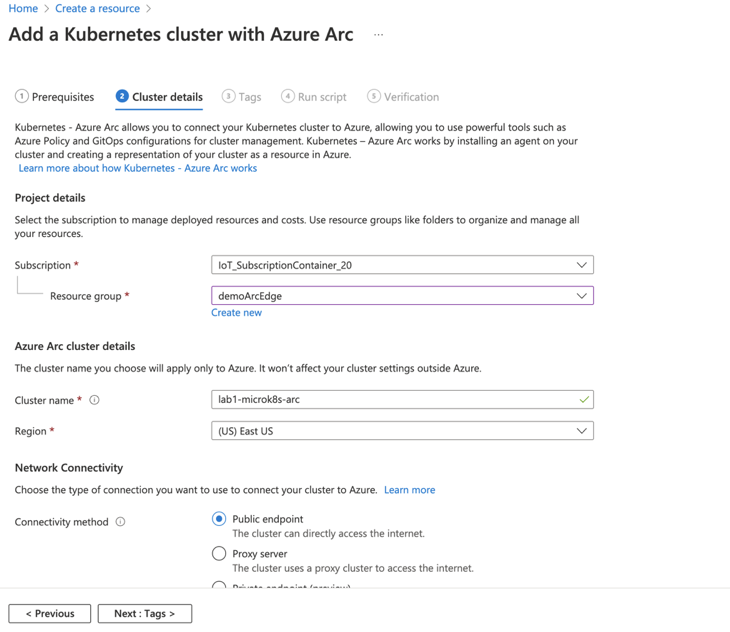 Home > Create a resource >
Add a Kubernetes cluster with Azure Arc ...
1 Prerequisites 2 Cluster details 3 Tags 4 Run script 5 Verification
Kubernetes - Azure Arc allows you to connect your Kubernetes cluster to Azure, allowing you to use powerful tools such as
Azure Policy and GitOps configurations for cluster management. Kubernetes – Azure Arc works by installing an agent on your
cluster and creating a representation of your cluster as a resource in Azure.
Learn more about how Kubernetes - Azure Arc works
Project details
Select the subscription to manage deployed resources and costs. Use resource groups like folders to organize and manage all
your resources.
Subscription * IoT_SubscriptionContainer_20
Resource group * demoArcEdge
Create new
Azure Arc cluster details
The cluster name you choose will apply only to Azure. It won't affect your cluster settings outside Azure.
Cluster name * lab1-microk8s-arc
Region * (US) East US
Network Connectivity
Choose the type of connection you want to use to connect your cluster to Azure. Learn more
Connectivity method Public endpoint
The cluster can directly access the internet.
Proxy server
The cluster uses a proxy cluster to access the internet.
Private endpoint (preview)
< Previous Next : Tags >